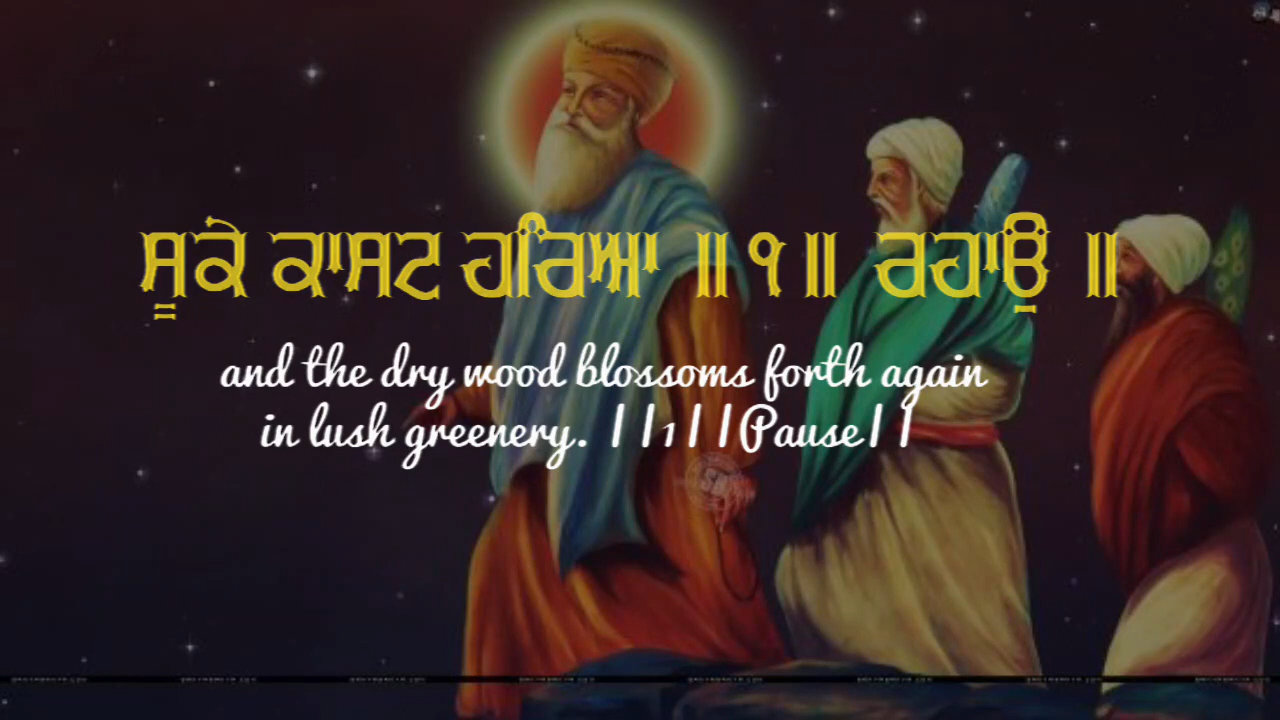 ਸੂਕੇ ਕਾਸਟ ਹਰਿਆ ॥ ੧ ॥ ਰਹਾਉ ॥
and the dry wood blossoms forth again
in lush greenery. ||1||Pause||